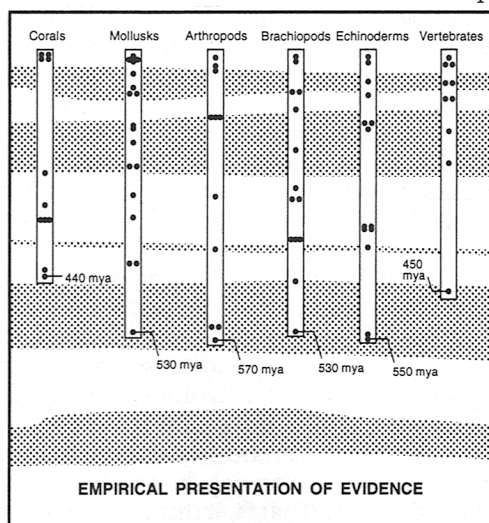 Corals Mollusks Arthropods Brachiopods Echinoderms Vertebrates
450
mya
440 mya
530 mya
570 mya
530 mya
550 mya
EMPIRICAL PRESENTATION OF EVIDENCE